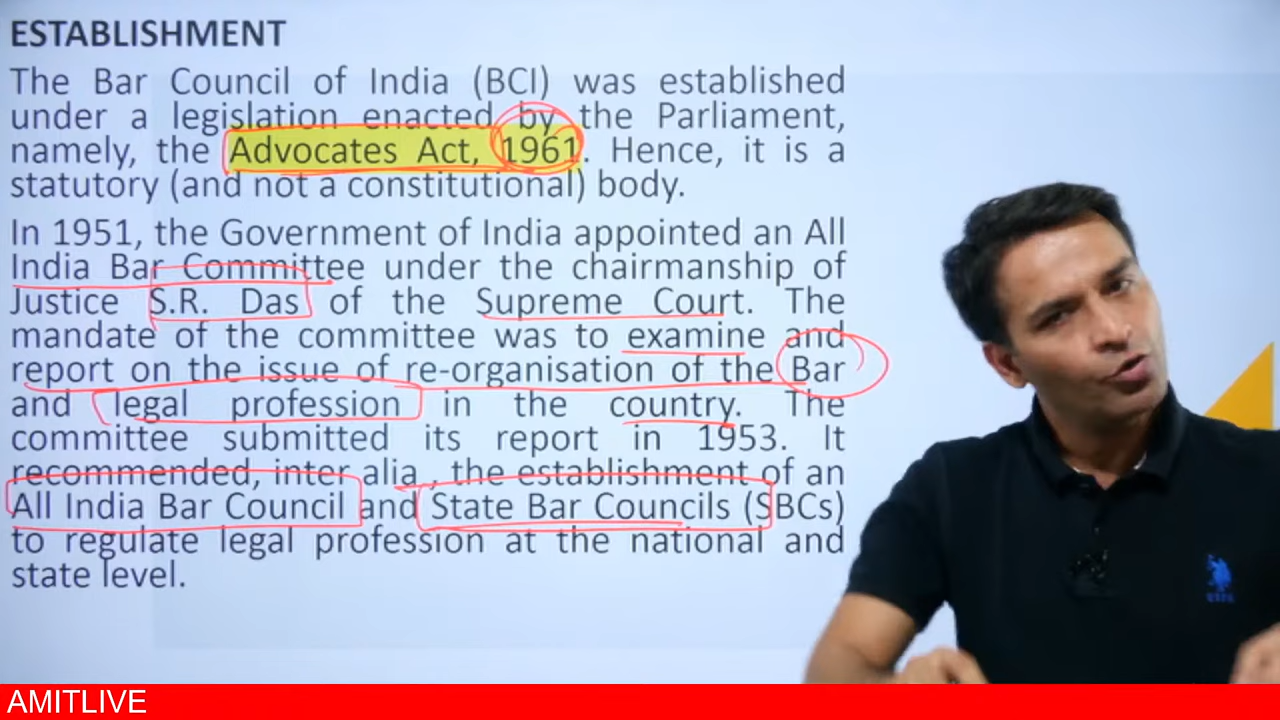 ESTABLISHMENT
The Bar Council of India (BCI) was established
under a legislation enacted by the Parliament,
namely, the Advocates Act, 1961. Hence, it is a
statutory (and not a constitutional) body.
In 1951, the Government of India appointed an All
India Bar Committee under the chairmanship of
Justice S.R. Das of the Supreme Court. The
mandate of the committee was to examine and
report on the issue of re-organisation of the Bar
and legal profession in the country. The
committee submitted its report in 1953. It
recommended, inter alia , the establishment of an
All India Bar Council and State Bar Councils (SBCs)
to regulate legal profession at the national and
state level.
AMITLIVE